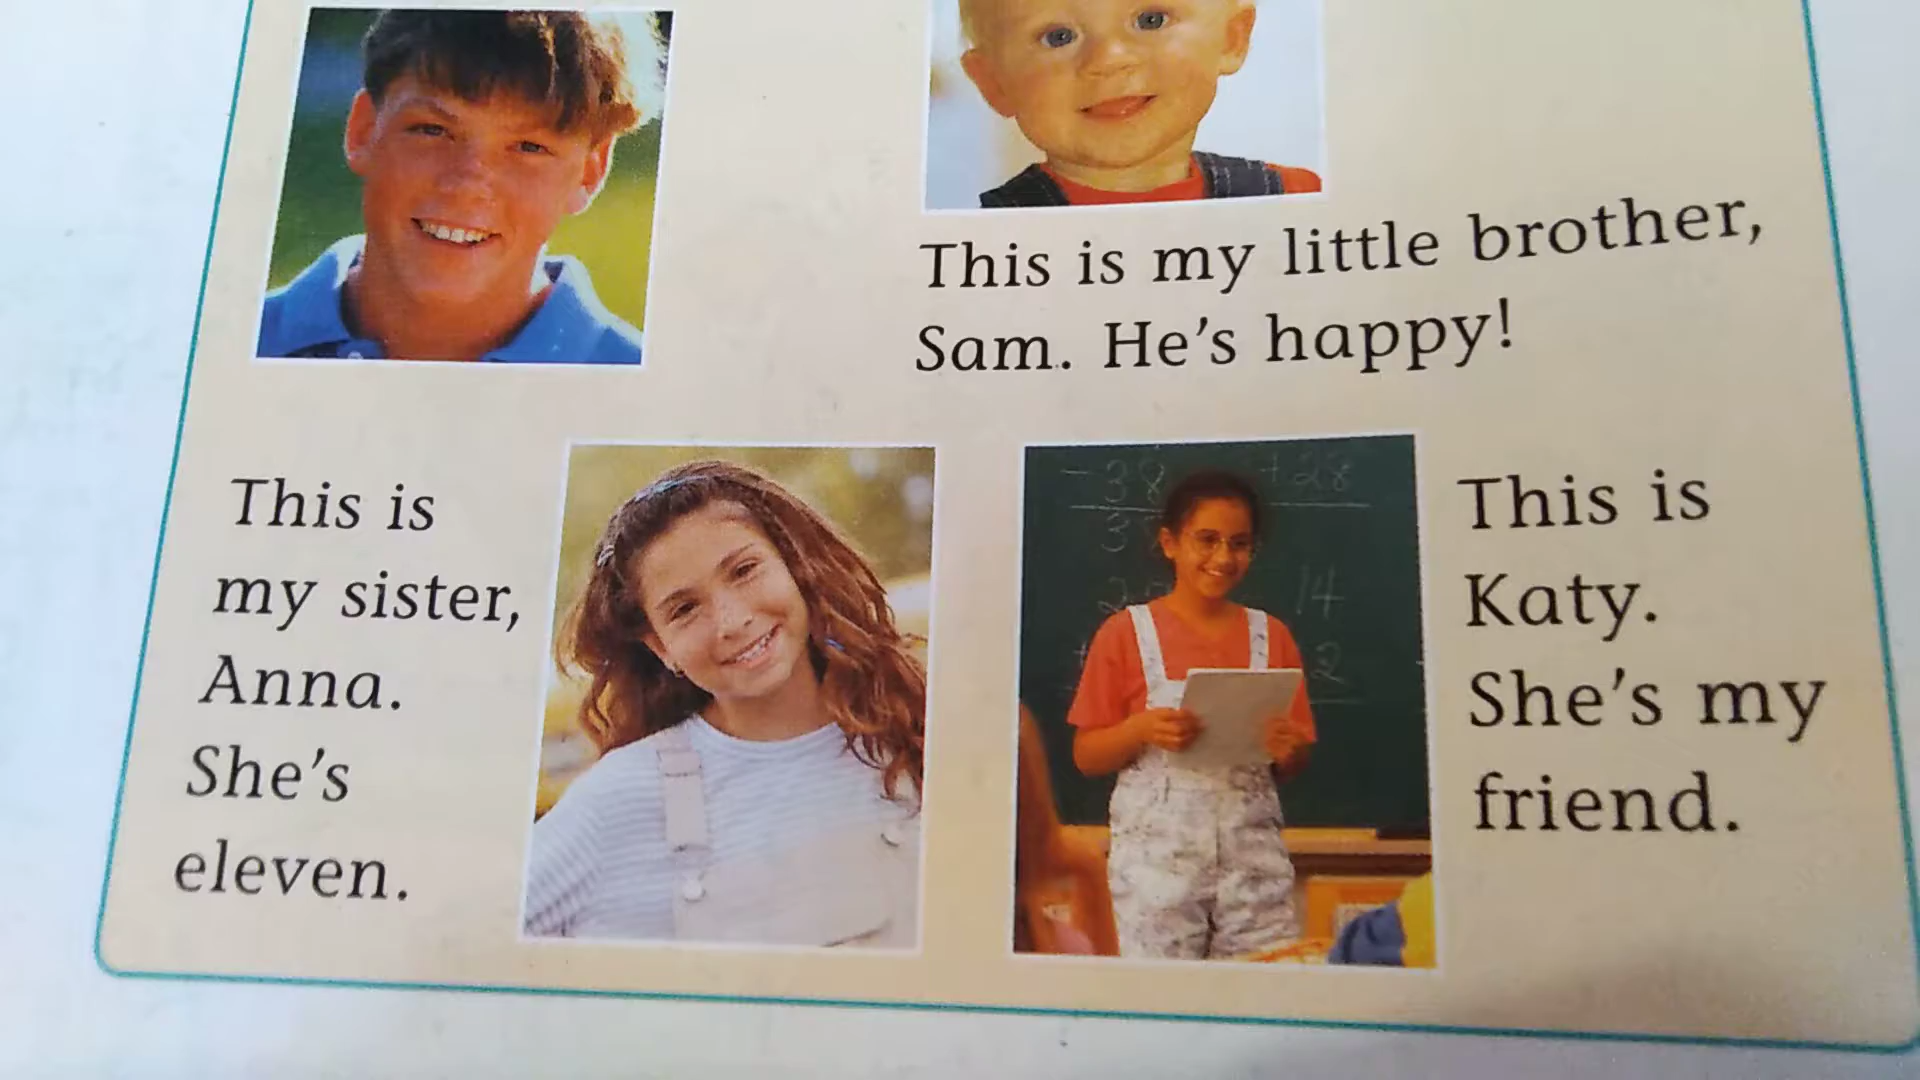 This is my little brother,
Sam. He's happy!
This is
my sister,
Anna.
She's
eleven.
This is
Katy.
She's my
friend.